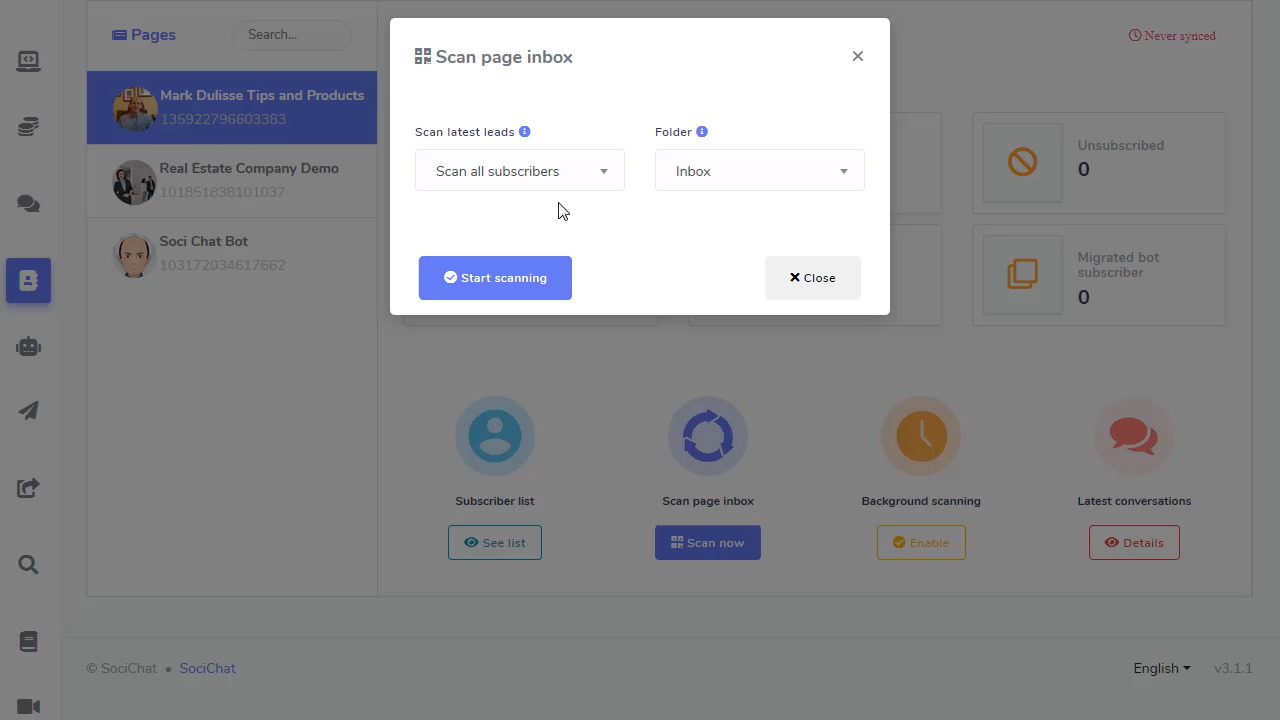 Pages
Search...
Never synced
Mark Dulisse Tips and Products
135922796603383
Real Estate Company Demo
101851838101037
Soci Chat Bot
103172034617662
Scan page inbox
×
Scan latest leads
Folder
Scan all subscribers
Inbox
Start scanning
Close
Unsubscribed
0
Migrated bot
subscriber
0
Subscriber list
Scan page inbox
Background scanning
Latest conversations
See list
Scan now
Enable
Details
© SociChat • SociChat
English
v3.1.1